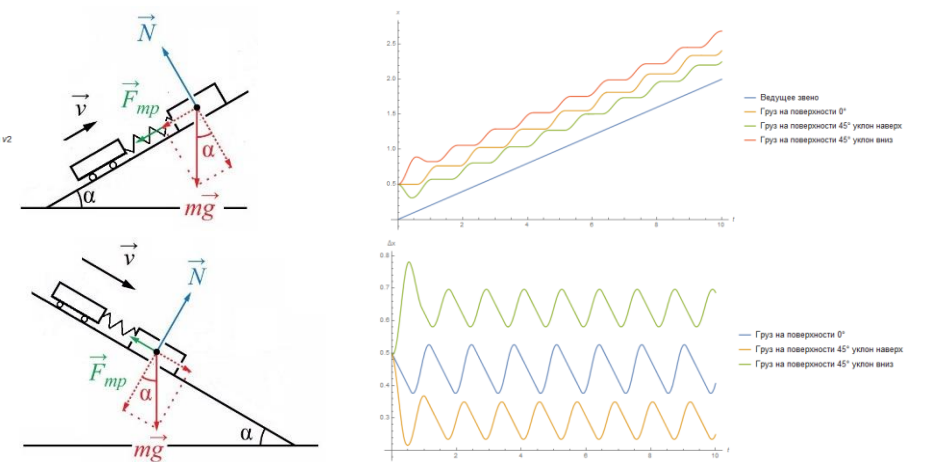 N
F тр
v
α
α
mg
v2
x
2.5
2.0
1.5
1.0
0.5
2
4
6
8
10
t
Ведущее звено
Груз на поверхности 0°
Груз на поверхности 45° уклон наверх
Груз на поверхности 45° уклон вниз
v
N
F тр
α
α
mg
Δx
0.8
0.7
0.6
0.5
0.4
0.3
2
4
6
8
10
t
Груз на поверхности 0°
Груз на поверхности 45° уклон наверх
Груз на поверхности 45° уклон вниз